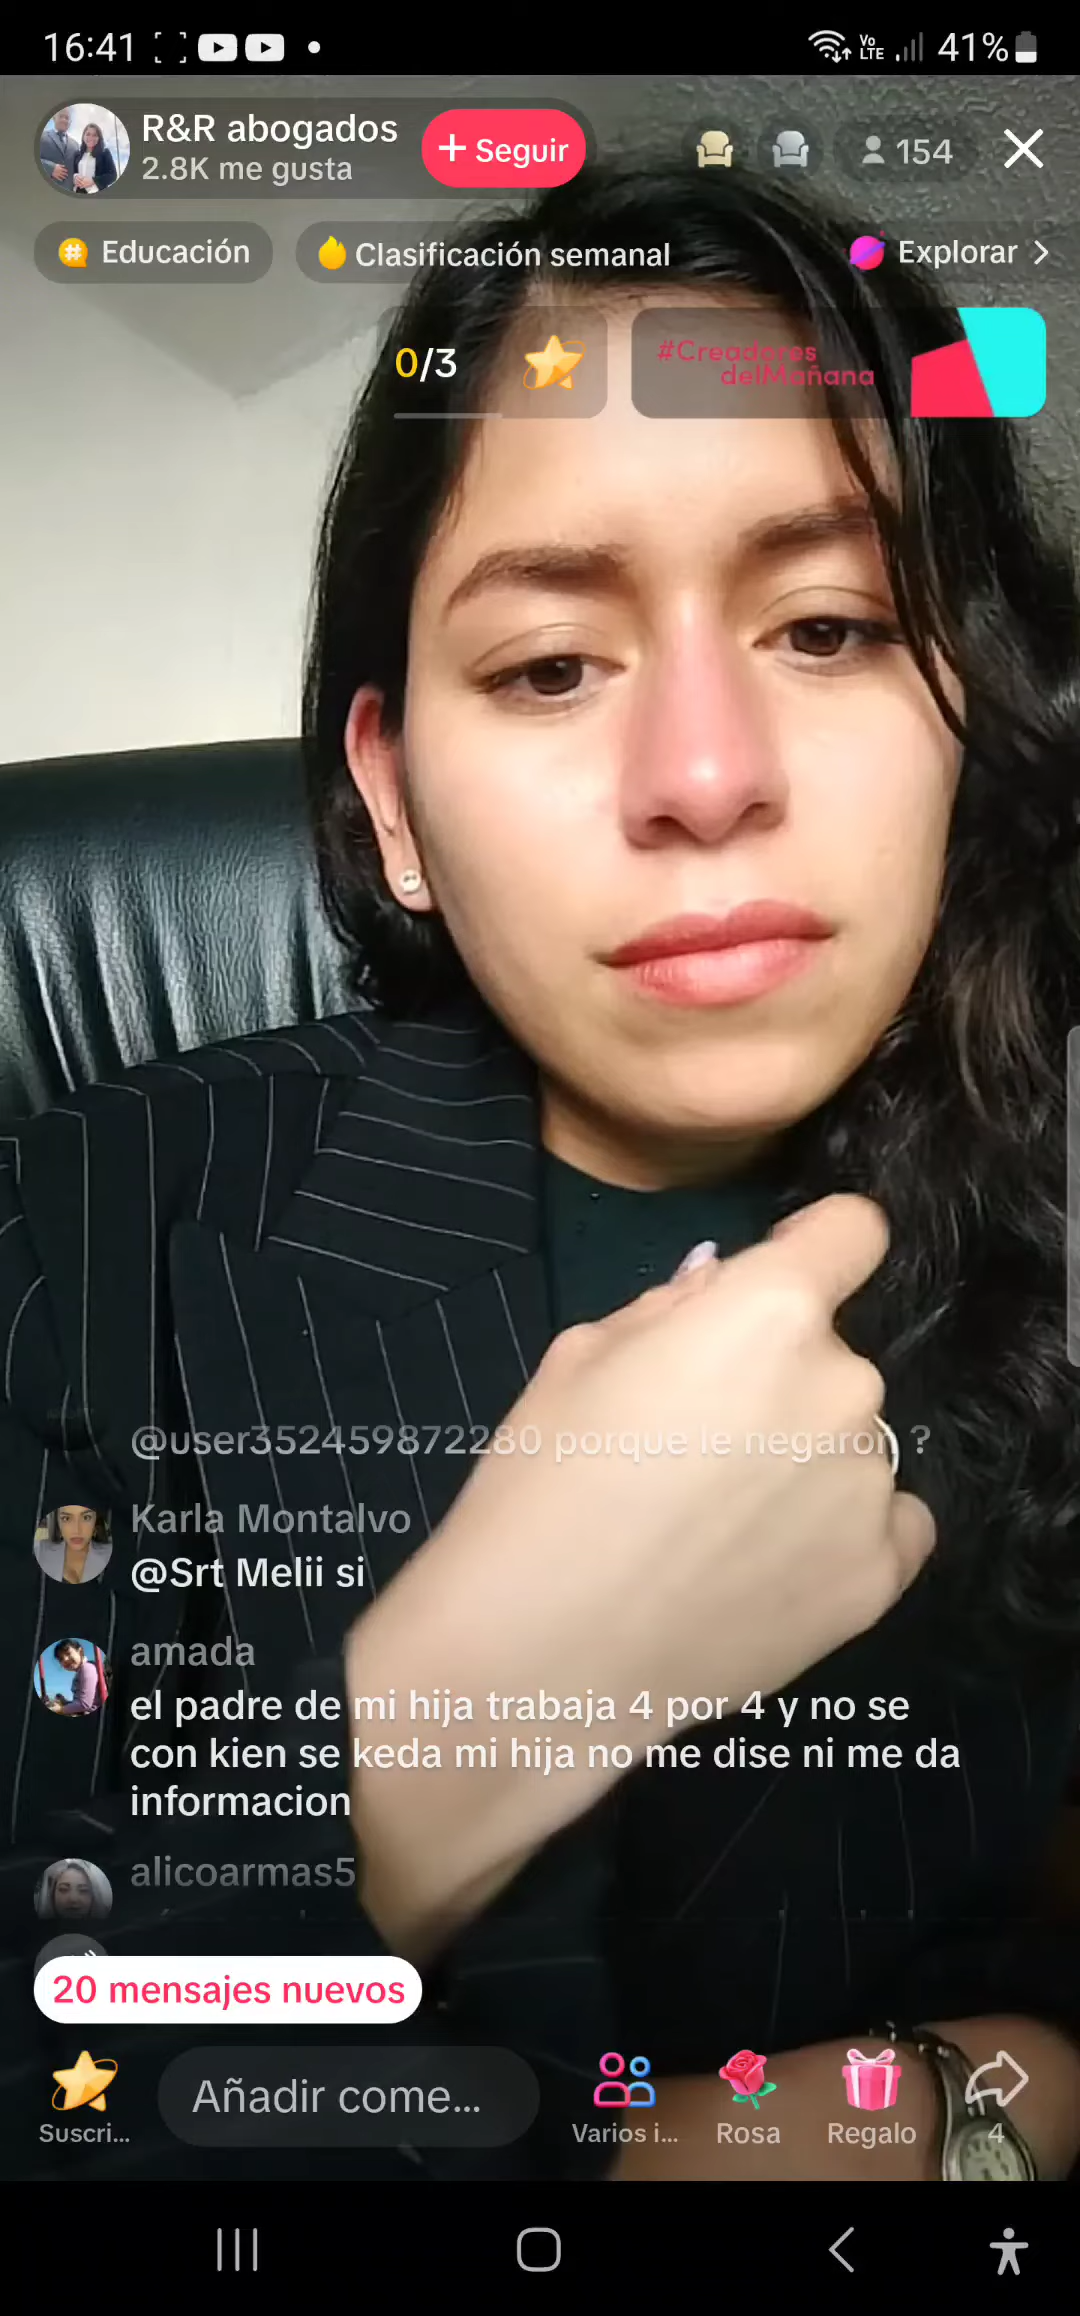 16:41
Vo
LTE
41%
R&R abogados
2.8K me gusta
+ Seguir
154
Educación
Clasificación semanal
Explorar >
0/3
#Creadores
delMañana
@user352459872280 porque le negaron ?
Karla Montalvo
@Srt Melii si
amada
el padre de mi hija trabaja 4 por 4 y no se
con kien se keda mi hija no me dise ni me da
informacion
alicoarmas5
20 mensajes nuevos
Añadir come...
Suscri...
Varios i...
Rosa
Regalo
4